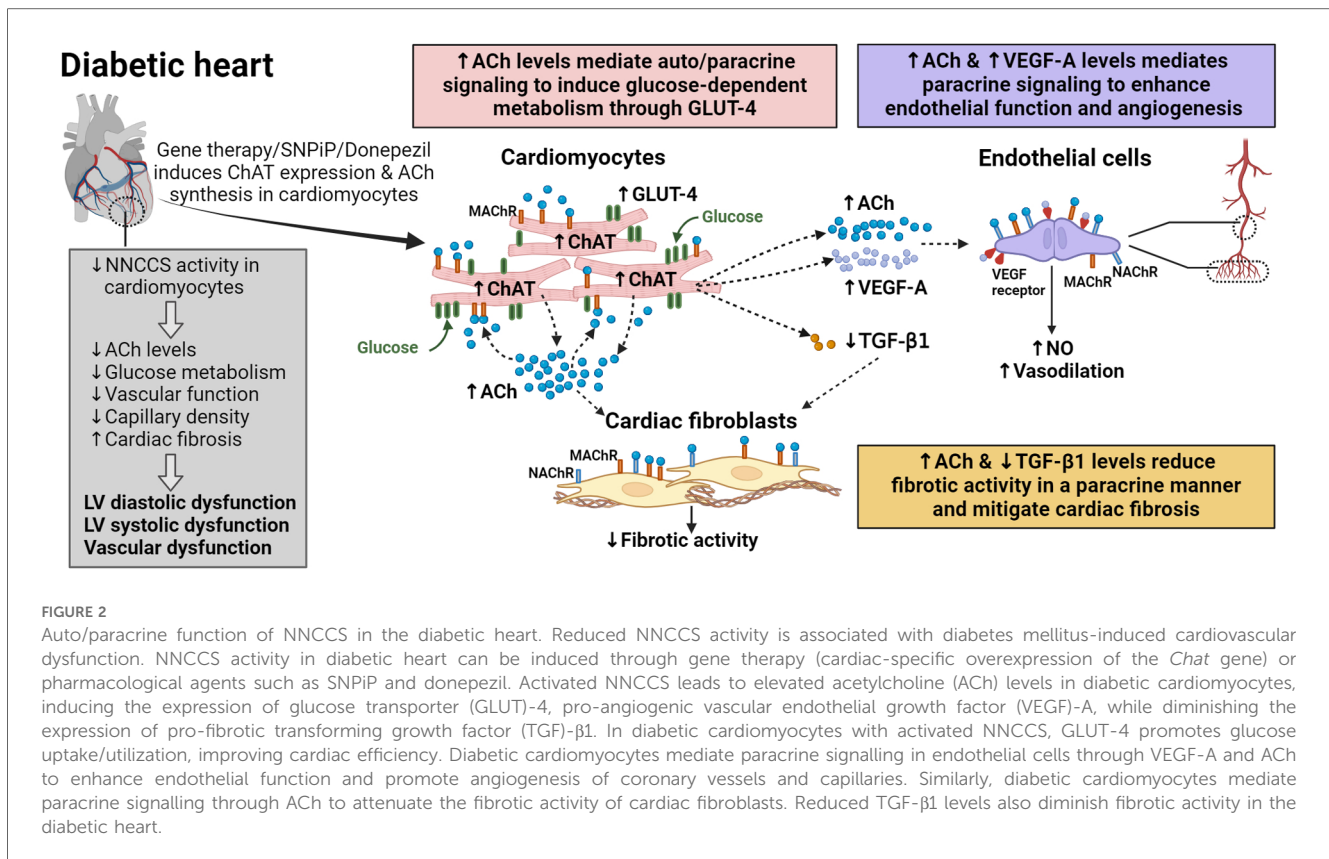 Diabetic heart
↑ACh levels mediate auto/paracrine
signaling to induce glucose-dependent
metabolism through GLUT-4
↑ACh & ↑VEGF-A levels mediates
paracrine signaling to enhance
endothelial function and angiogenesis
Gene therapy/SNPiP/Donepezil
induces ChAT expression & ACh
synthesis in cardiomyocytes
Cardiomyocytes
Endothelial cells
MAChR
↑GLUT-4
Glucose
↑ChAT
↑ChAT
↑ChAT
Glucose
↑ACh
↑ACh
↑VEGF-A
↓TGF-β1
VEGF
receptor
MAChR
NAChR
↑NO
↑Vasodilation
↓NNCCS activity in
cardiomyocytes
↓ACh levels
↓Glucose metabolism
↓Vascular function
↓Capillary density
↑Cardiac fibrosis
LV diastolic dysfunction
LV systolic dysfunction
Vascular dysfunction
Cardiac fibroblasts
MAChR
NAChR
↓Fibrotic activity
↑ACh & ↓TGF-β1 levels reduce
fibrotic activity in a paracrine manner
and mitigate cardiac fibrosis
FIGURE 2
Auto/paracrine function of NNCCS in the diabetic heart. Reduced NNCCS activity is associated with diabetes mellitus-induced cardiovascular
dysfunction. NNCCS activity in diabetic heart can be induced through gene therapy (cardiac-specific overexpression of the Chat gene) or
pharmacological agents such as SNPiP and donepezil. Activated NNCCS leads to elevated acetylcholine (ACh) levels in diabetic cardiomyocytes,
inducing the expression of glucose transporter (GLUT)-4, pro-angiogenic vascular endothelial growth factor (VEGF)-A, while diminishing the
expression of pro-fibrotic transforming growth factor (TGF)-β1. In diabetic cardiomyocytes with activated NNCCS, GLUT-4 promotes glucose
uptake/utilization, improving cardiac efficiency. Diabetic cardiomyocytes mediate paracrine signalling in endothelial cells through VEGF-A and ACh
to enhance endothelial function and promote angiogenesis of coronary vessels and capillaries. Similarly, diabetic cardiomyocytes mediate
paracrine signalling through ACh to attenuate the fibrotic activity of cardiac fibroblasts. Reduced TGF-β1 levels also diminish fibrotic activity in the
diabetic heart.